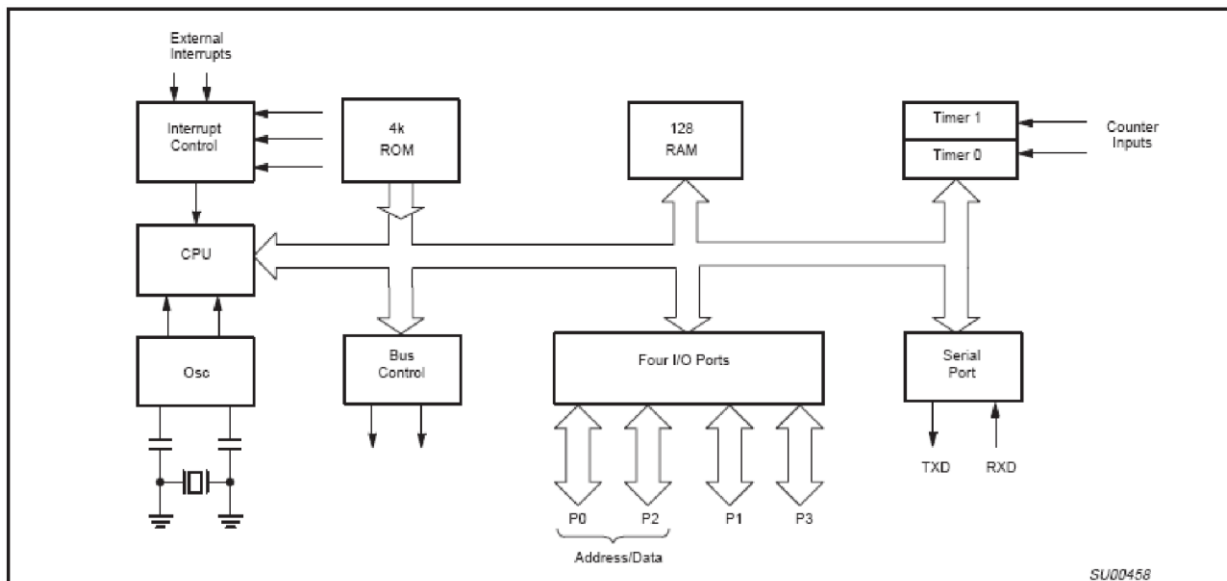 External
Interrupts
Interrupt
Control
4k
ROM
128
RAM
Timer 1
Timer 0
Counter
Inputs
CPU
Osc
Bus
Control
Four I/O Ports
Serial
Port
TXD
RXD
P0
P2
P1
P3
Address/Data
SU00458